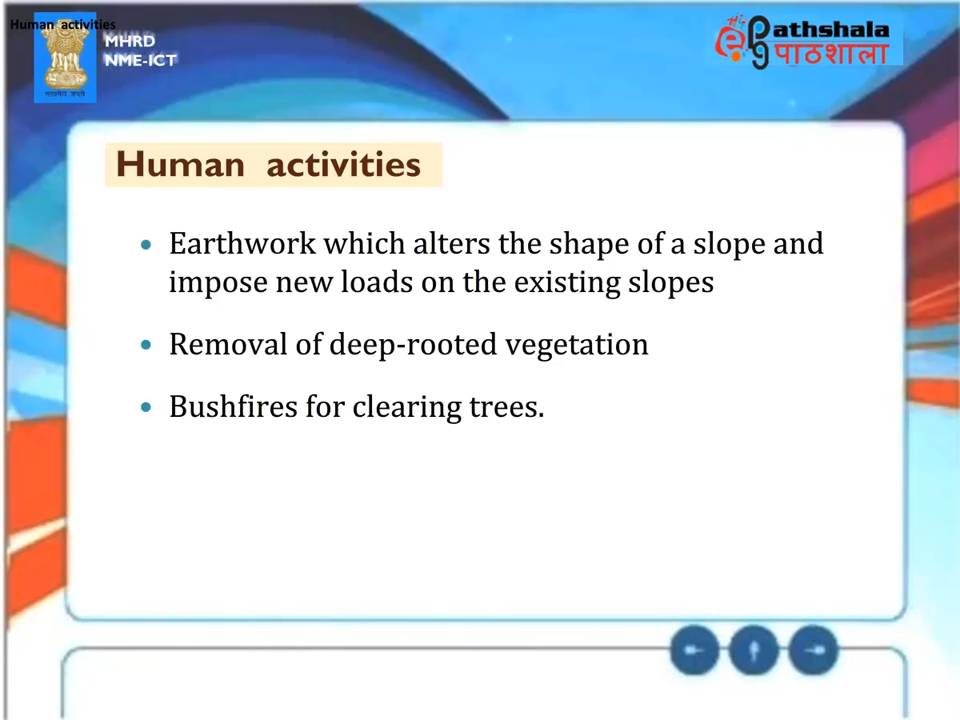 Human activities
MHRD
NME-ICT
ePG athshala
पाठशाला
Human activities
• Earthwork which alters the shape of a slope and
impose new loads on the existing slopes
• Removal of deep-rooted vegetation
• Bushfires for clearing trees.